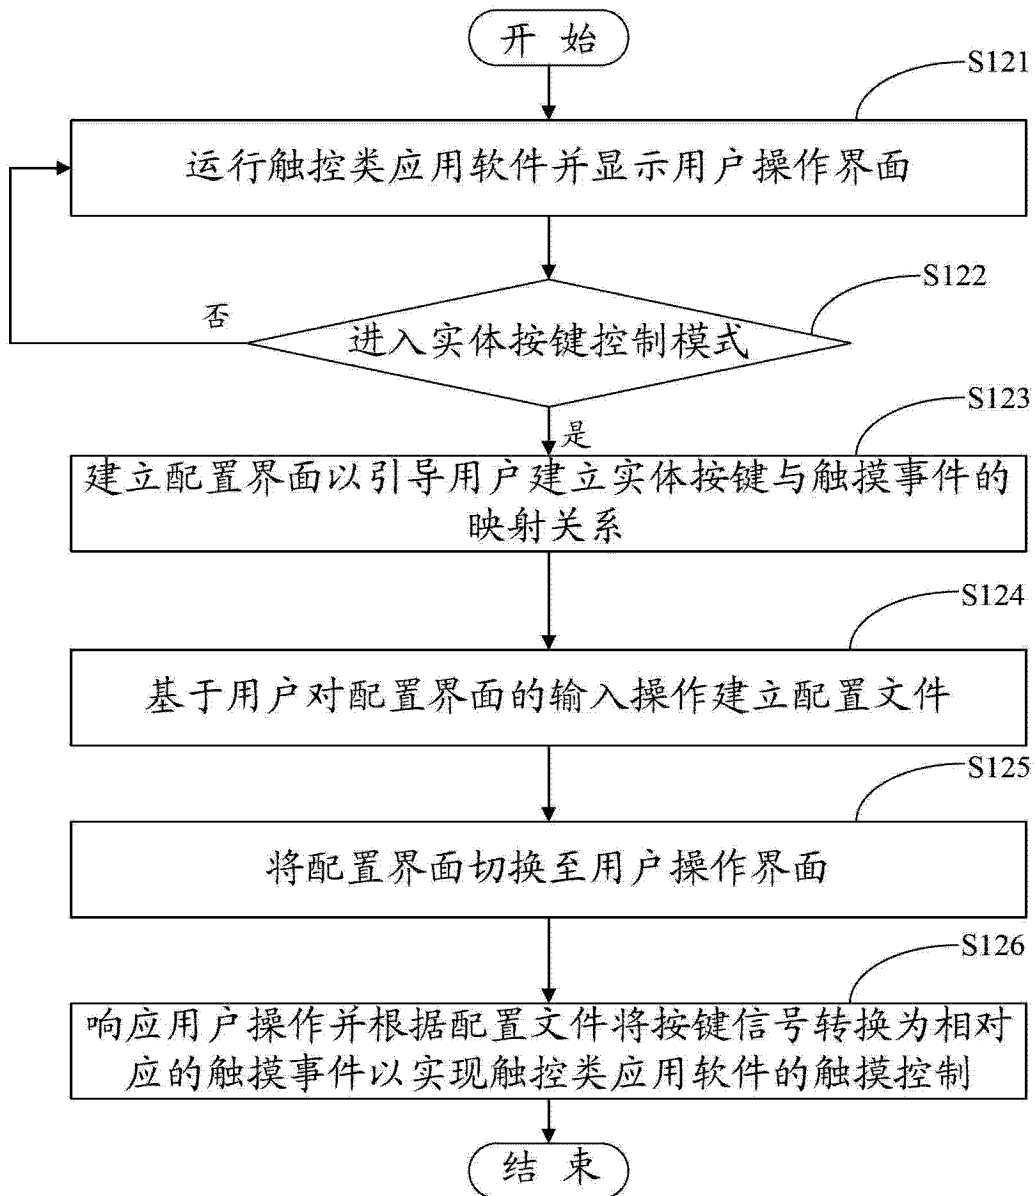 开始
S121
运行触控类应用软件并显示用户操作界面
S122
否
进入实体按键控制模式
是
S123
建立配置界面以引导用户建立实体按键与触摸事件的
映射关系
S124
基于用户对配置界面的输入操作建立配置文件
S125
将配置界面切换至用户操作界面
S126
响应用户操作并根据配置文件将按键信号转换为相对
应的触摸事件以实现触控类应用软件的触摸控制
结束